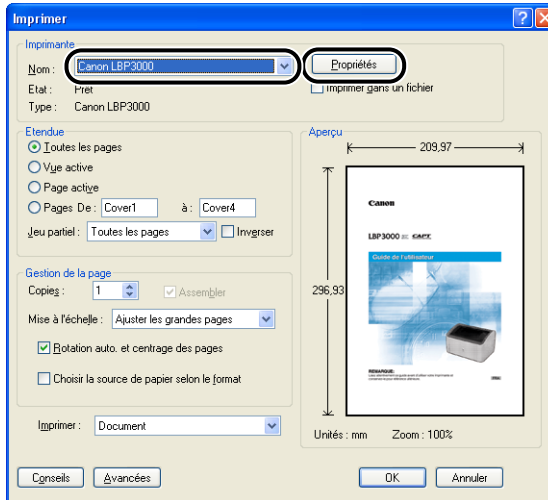 Imprimer
Imprimante
Nom : Canon LBP3000 Propriétés
Etat : Prêt Imprimer dans un fichier
Type : Canon LBP3000
Etendue
Toutes les pages
Vue active
Page active
Pages De : Cover1 à : Cover4
Jeu partiel : Toutes les pages Inverser
Gestion de la page
Copies : 1 Assembler
Mise à l'échelle : Ajuster les grandes pages
Rotation auto. et centrage des pages
Choisir la source de papier selon le format
Imprimer : Document
Aperçu
209,97
296,93
Canon
LBP3000 CAPT
Guide de l'utilisateur
REMARQUE:
Unités : mm Zoom : 100%
Conseils Avancées OK Annuler